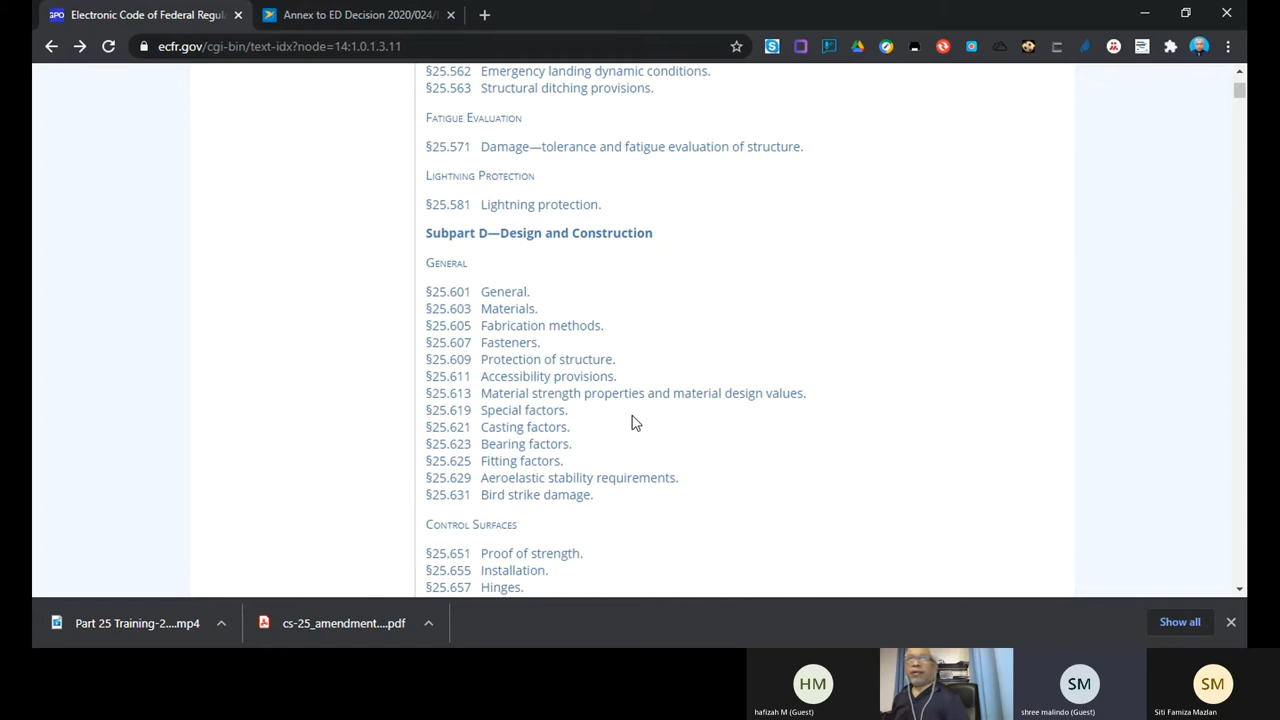 GPO Electronic Code of Federal Regula
Annex to ED Decision 2020/024/
ecfr.gov/cgi-bin/text-idx?node=14:1.0.1.3.11
§25.562 Emergency landing dynamic conditions.
§25.563 Structural ditching provisions.
FATIGUE EVALUATION
§25.571 Damage—tolerance and fatigue evaluation of structure.
LIGHTNING PROTECTION
§25.581 Lightning protection.
Subpart D—Design and Construction
GENERAL
§25.601 General.
§25.603 Materials.
§25.605 Fabrication methods.
§25.607 Fasteners.
§25.609 Protection of structure.
§25.611 Accessibility provisions.
§25.613 Material strength properties and material design values.
§25.619 Special factors.
§25.621 Casting factors.
§25.623 Bearing factors.
§25.625 Fitting factors.
§25.629 Aeroelastic stability requirements.
§25.631 Bird strike damage.
CONTROL SURFACES
§25.651 Proof of strength.
§25.655 Installation.
§25.657 Hinges.
Part 25 Training-2....mp4
cs-25_amendment....pdf
Show all
HM
SM
SM
hafizah M (Guest)
shree malindo (Guest)
Siti Famiza Mazlan